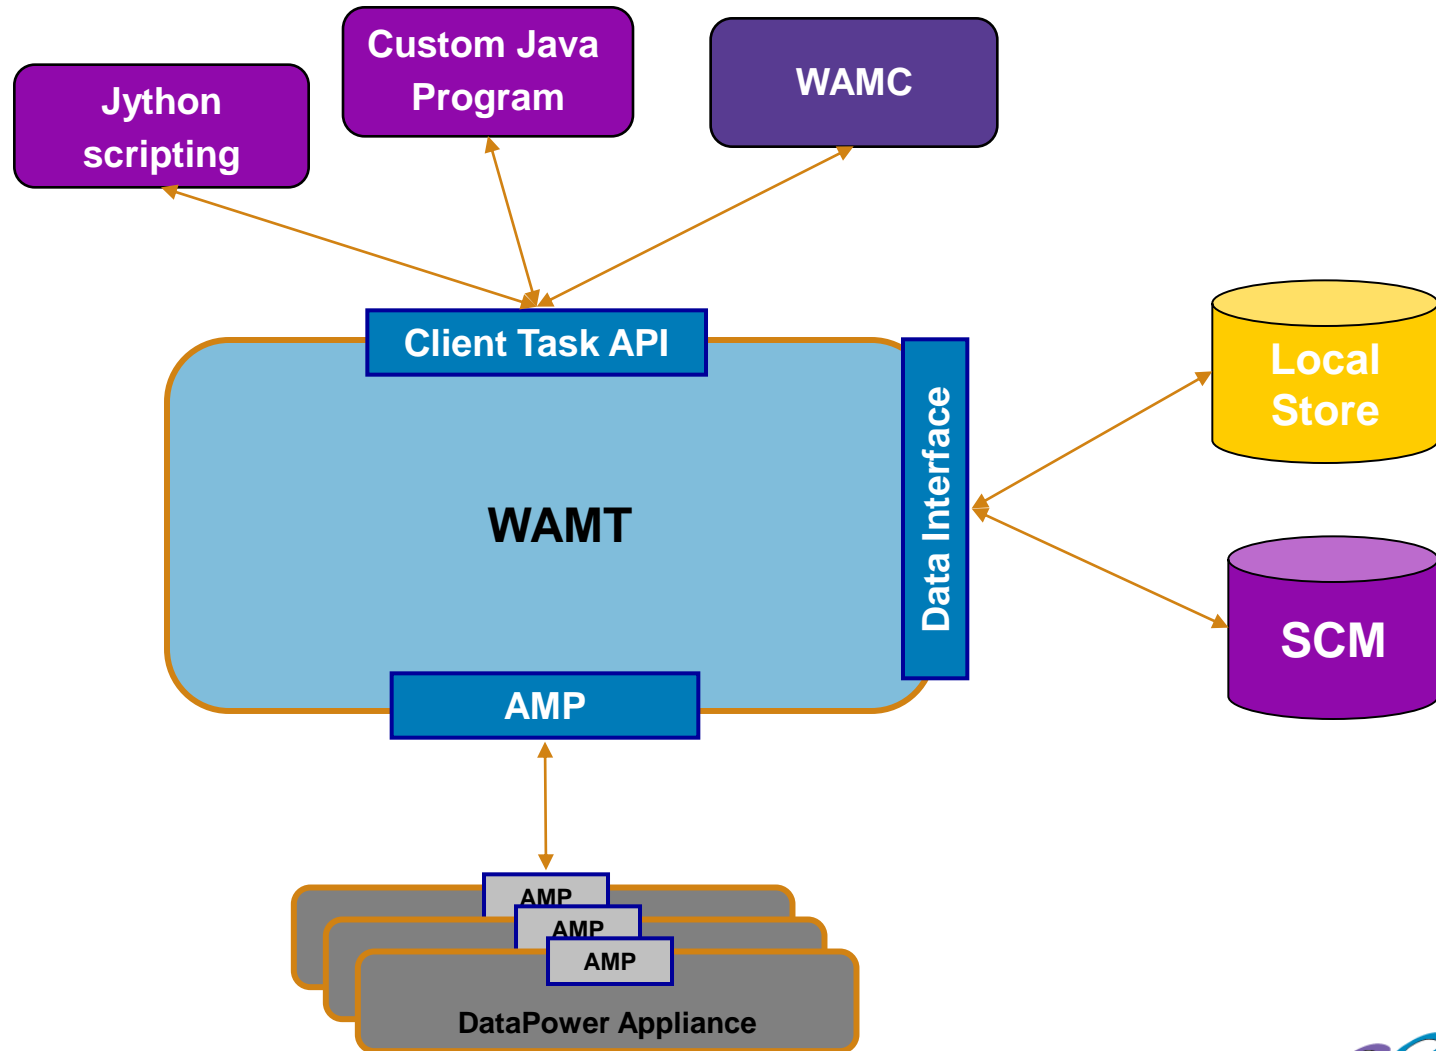 Jython
scripting
Custom Java
Program
WAMC
Client Task API
WAMT
Data Interface
Local
Store
SCM
AMP
AMP
AMP
AMP
DataPower Appliance